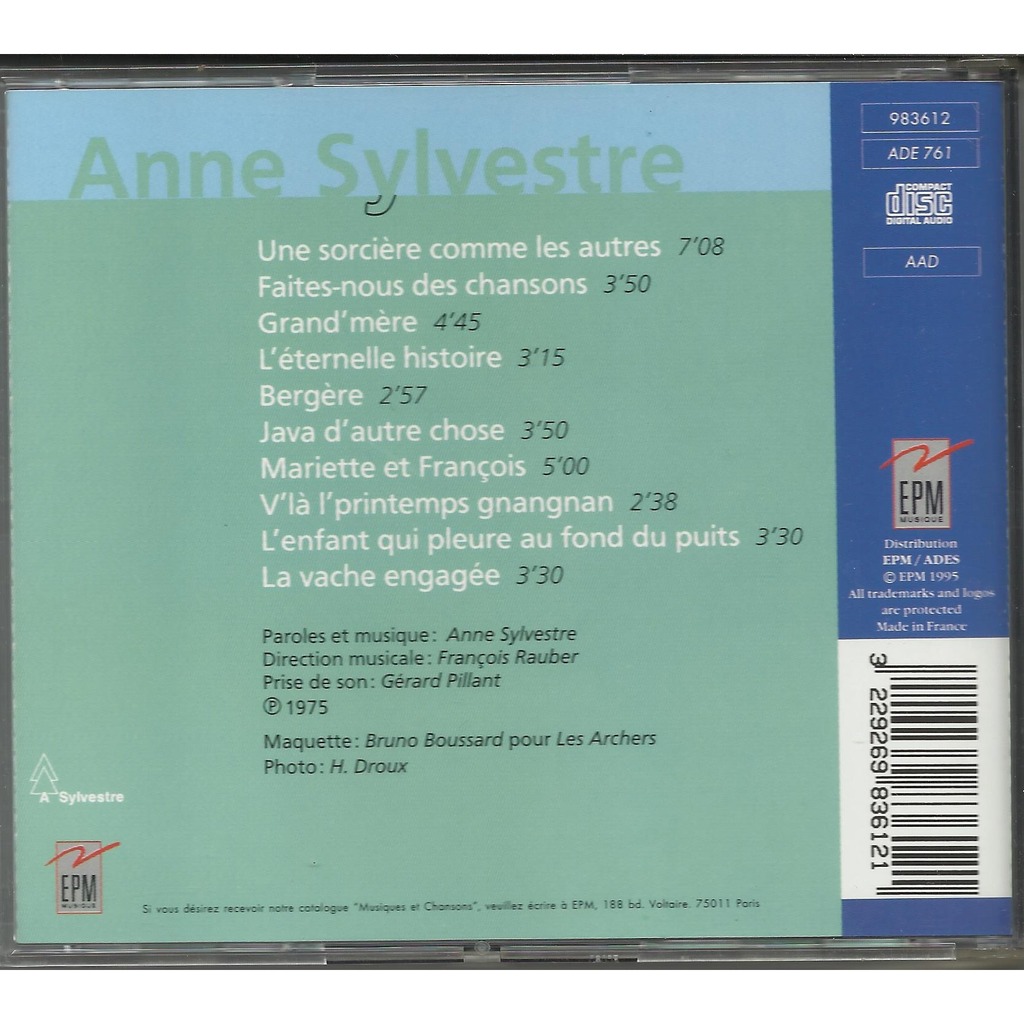 Anne Sylvestre
Une sorcière comme les autres 7'08
Faites-nous des chansons 3'50
Grand'mère 4'45
L'éternelle histoire 3'15
Bergère 2'57
Java d'autre chose 3'50
Mariette et François 5'00
V'là l'printemps gnangnan 2'38
L'enfant qui pleure au fond du puits 3'30
La vache engagée 3'30
Paroles et musique : Anne Sylvestre
Direction musicale : François Rauber
Prise de son : Gérard Pillant
℗ 1975
Maquette : Bruno Boussard pour Les Archers
Photo : H. Droux
A Sylvestre
EPM
MUSIQUE
Si vous désirez recevoir notre catalogue "Musiques et Chansons", veuillez écrire à EPM, 188 bd. Voltaire. 75011 Paris
983612
ADE 761
COMPACT
disc
DIGITAL AUDIO
AAD
EPM
MUSIQUE
Distribution
EPM / ADES
© EPM 1995
All trademarks and logos
are protected
Made in France
3 229269 836121